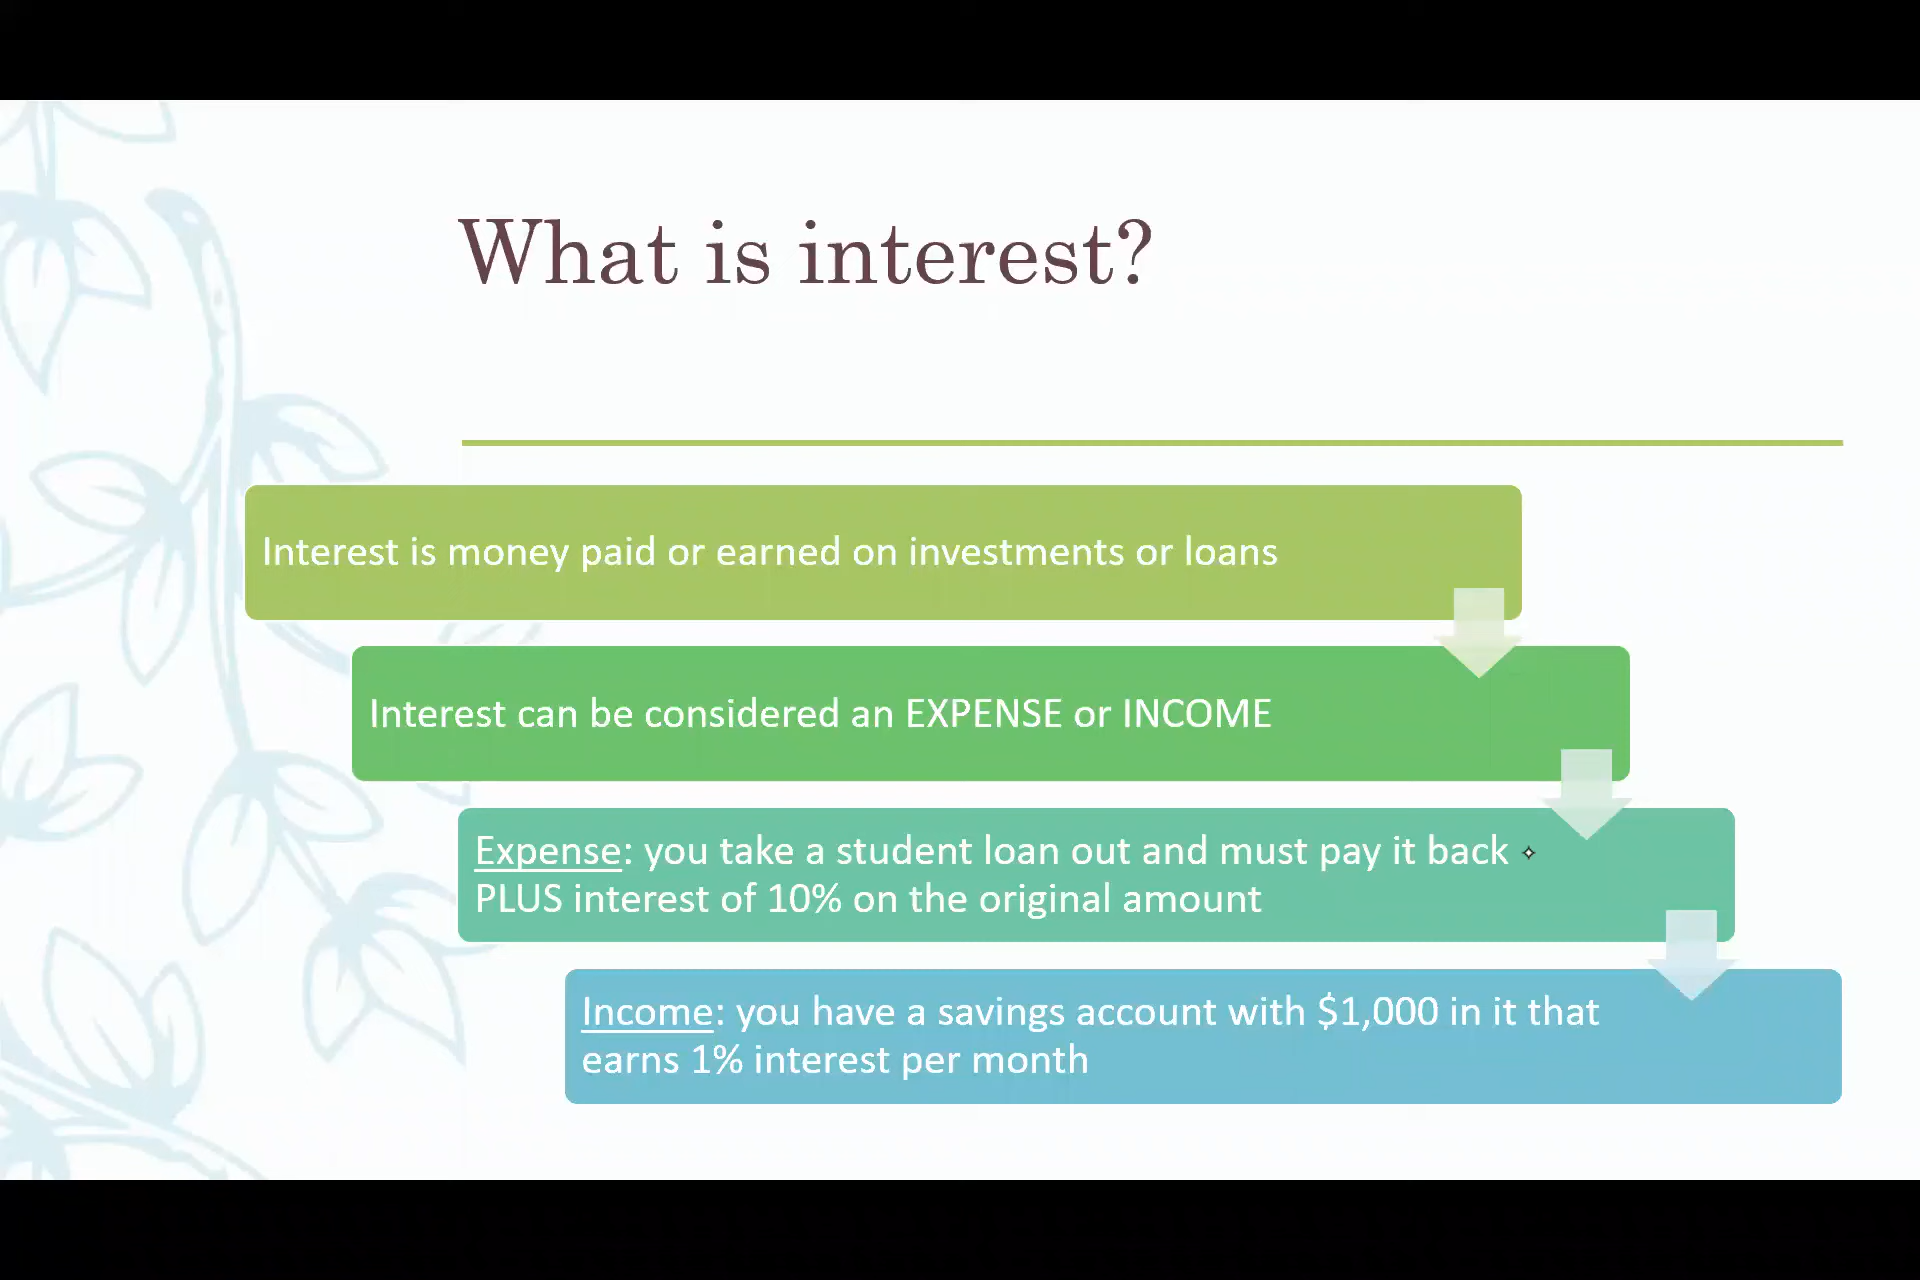 What is interest?
Interest is money paid or earned on investments or loans
Interest can be considered an EXPENSE or INCOME
Expense: you take a student loan out and must pay it back
PLUS interest of 10% on the original amount
Income: you have a savings account with $1,000 in it that
earns 1% interest per month